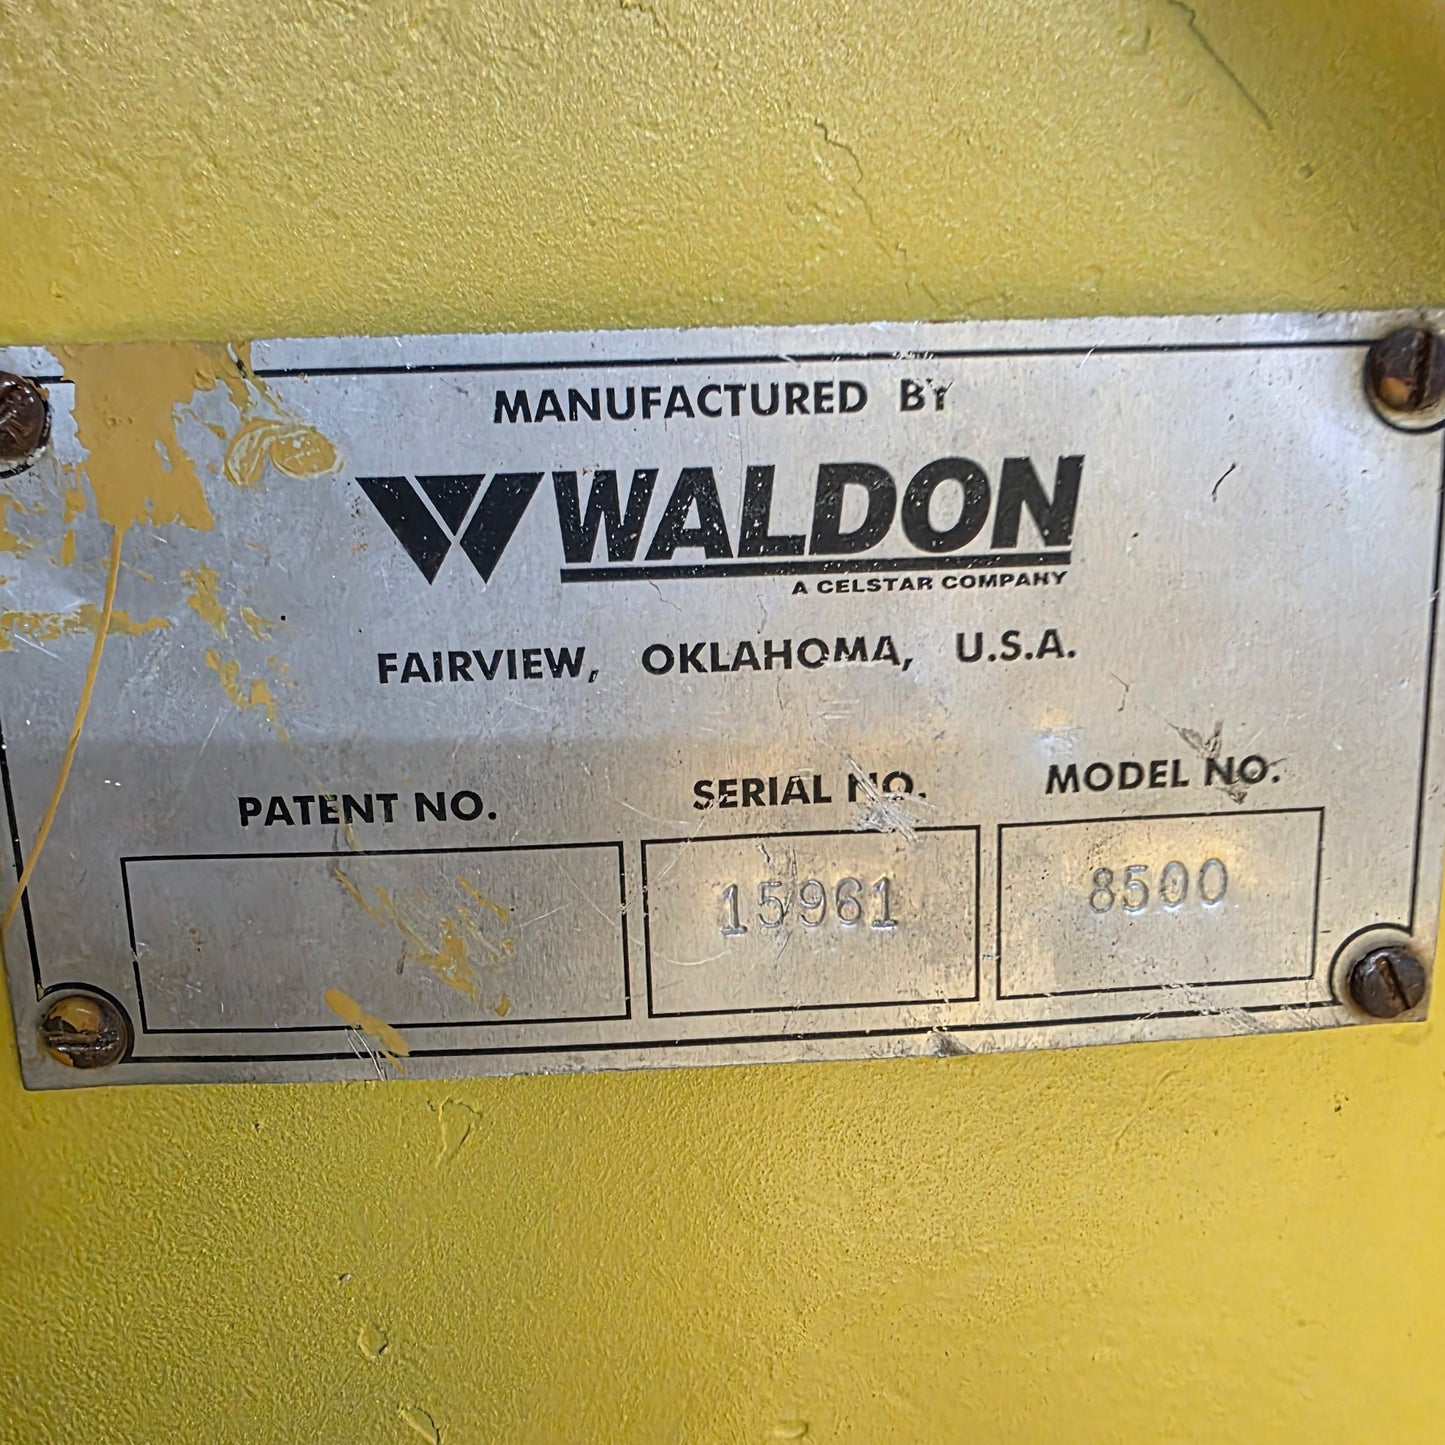 MANUFACTURED BY
WALDON
A CELSTAR COMPANY
FAIRVIEW, OKLAHOMA, U.S.A.
PATENT NO. SERIAL NO. MODEL NO.
15961 8500